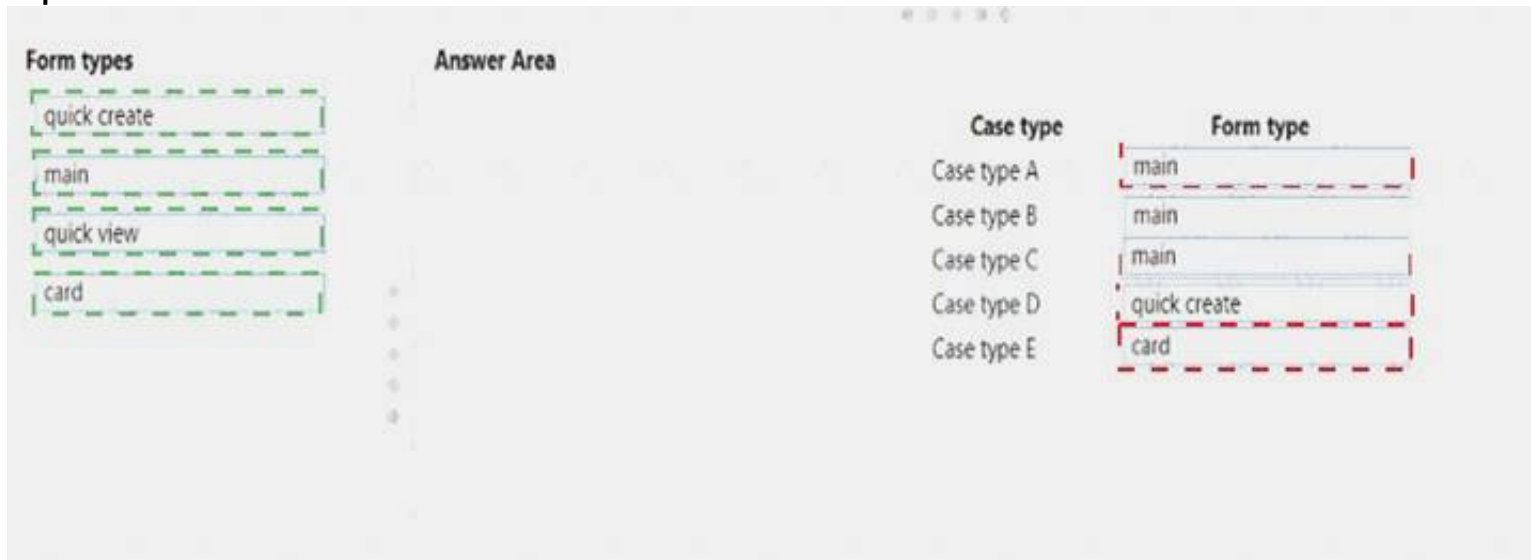 Form types
quick create
main
quick view
card
Answer Area
Case type Form type
Case type A main
Case type B main
Case type C main
Case type D quick create
Case type E card